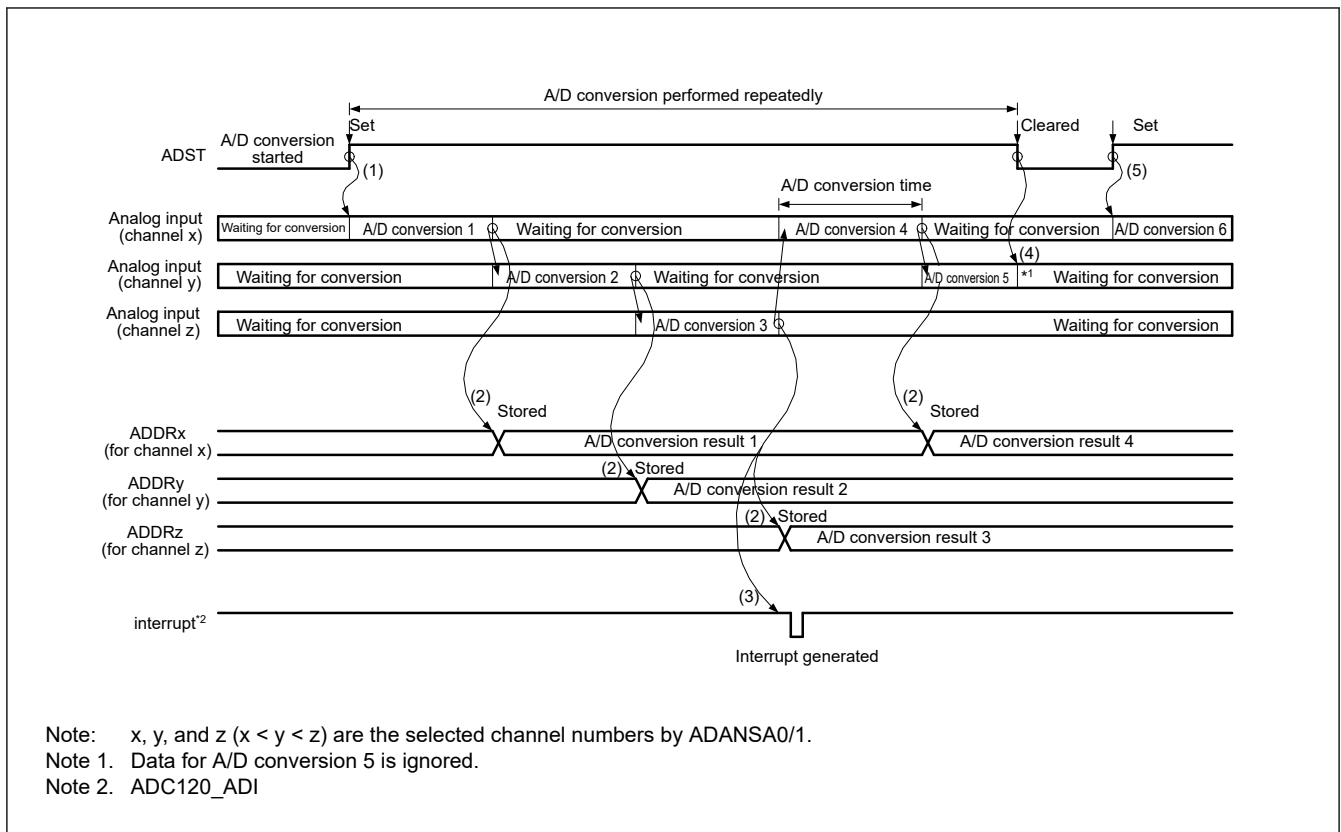 A/D conversion performed repeatedly
Set
Cleared
Set
A/D conversion
started
ADST
(1)
(5)
A/D conversion time
Analog input
(channel x)
Waiting for conversion
A/D conversion 1
Waiting for conversion
A/D conversion 4
Waiting for conversion
A/D conversion 6
(4)
Analog input
(channel y)
Waiting for conversion
A/D conversion 2
Waiting for conversion
A/D conversion 5
*1
Waiting for conversion
Analog input
(channel z)
Waiting for conversion
A/D conversion 3
Waiting for conversion
(2)
Stored
(2)
Stored
ADDRx
(for channel x)
A/D conversion result 1
A/D conversion result 4
(2)
Stored
ADDRy
(for channel y)
A/D conversion result 2
(2)
Stored
ADDRz
(for channel z)
A/D conversion result 3
(3)
interrupt*2
Interrupt generated
Note: x, y, and z (x < y < z) are the selected channel numbers by ADANSA0/1.
Note 1. Data for A/D conversion 5 is ignored.
Note 2. ADC120_ADI